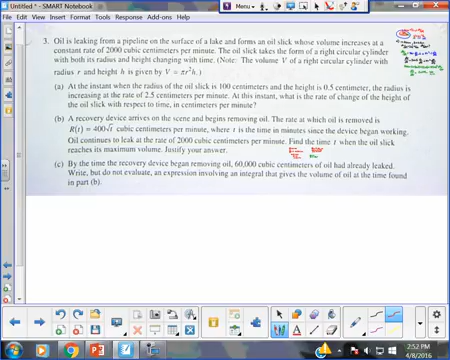 Untitled* - SMART Notebook
Menu
File Edit View Insert Format Tools Add-ons Response Help
3. Oil is leaking from a pipeline on the surface of a lake and forms an oil slick whose volume increases at a
constant rate of 2000 cubic centimeters per minute. The oil slick takes the form of a right circular cylinder
with both its radius and height changing with time. (Note: The volume V of a right circular cylinder with
radius r and height h is given by V = πr²h.)
(a) At the instant when the radius of the oil slick is 100 centimeters and the height is 0.5 centimeter, the radius is
increasing at the rate of 2.5 centimeters per minute. At this instant, what is the rate of change of the height of
the oil slick with respect to time, in centimeters per minute?
(b) A recovery device arrives on the scene and begins removing oil. The rate at which oil is removed is
R(t) = 400√t cubic centimeters per minute, where t is the time in minutes since the device began working.
Oil continues to leak at the rate of 2000 cubic centimeters per minute. Find the time t when the oil slick
reaches its maximum volume. Justify your answer.
(c) By the time the recovery device began removing oil, 60,000 cubic centimeters of oil had already leaked.
Write, but do not evaluate, an expression involving an integral that gives the volume of oil at the time found
in part (b).
2:52 PM
4/8/2016